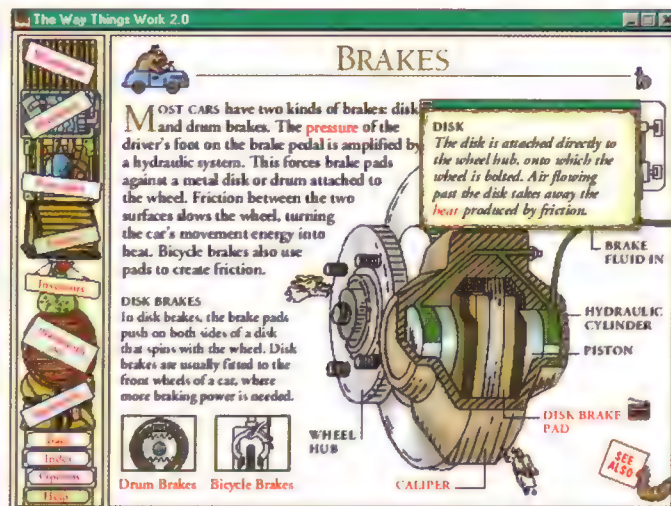 The Way Things Work 2.0
BRAKES
MOST CARS have two kinds of brakes: disk
and drum brakes. The pressure of the
driver's foot on the brake pedal is amplified by
a hydraulic system. This forces brake pads
against a metal disk or drum attached to
the wheel. Friction between the two
surfaces slows the wheel, turning
the car's movement energy into
heat. Bicycle brakes also use
pads to create friction.
DISK
The disk is attached directly to
the wheel hub, onto which the
wheel is bolted. Air flowing
past the disk takes away the
heat produced by friction.
BRAKE
FLUID IN
HYDRAULIC
CYLINDER
PISTON
DISK BRAKE
PAD
CALIPER
WHEEL
HUB
DISK BRAKES
In disk brakes, the brake pads
push on both sides of a disk
that spins with the wheel. Disk
brakes are usually fitted to the
front wheels of a car, where
more braking power is needed.
Drum Brakes
Bicycle Brakes
SEE
ALSO
Inventors
Index
Options
Help